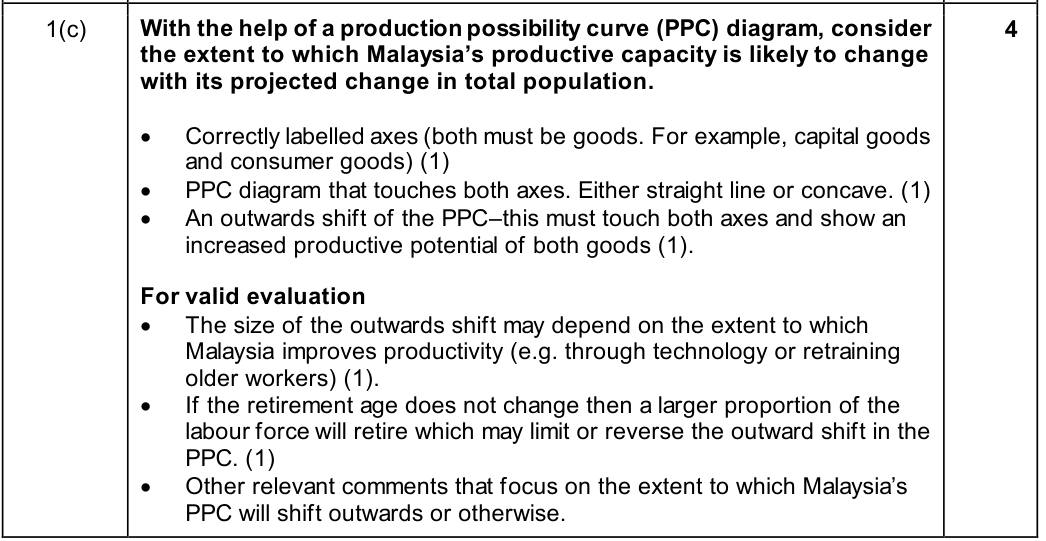 1(c)
With the help of a production possibility curve (PPC) diagram, consider 4
the extent to which Malaysia’s productive capacity is likely to change
with its projected change in total population.
• Correctly labelled axes (both must be goods. For example, capital goods
and consumer goods) (1)
• PPC diagram that touches both axes. Either straight line or concave. (1)
• An outwards shift of the PPC–this must touch both axes and show an
increased productive potential of both goods (1).
For valid evaluation
• The size of the outwards shift may depend on the extent to which
Malaysia improves productivity (e.g. through technology or retraining
older workers) (1).
• If the retirement age does not change then a larger proportion of the
labour force will retire which may limit or reverse the outward shift in the
PPC. (1)
• Other relevant comments that focus on the extent to which Malaysia’s
PPC will shift outwards or otherwise.